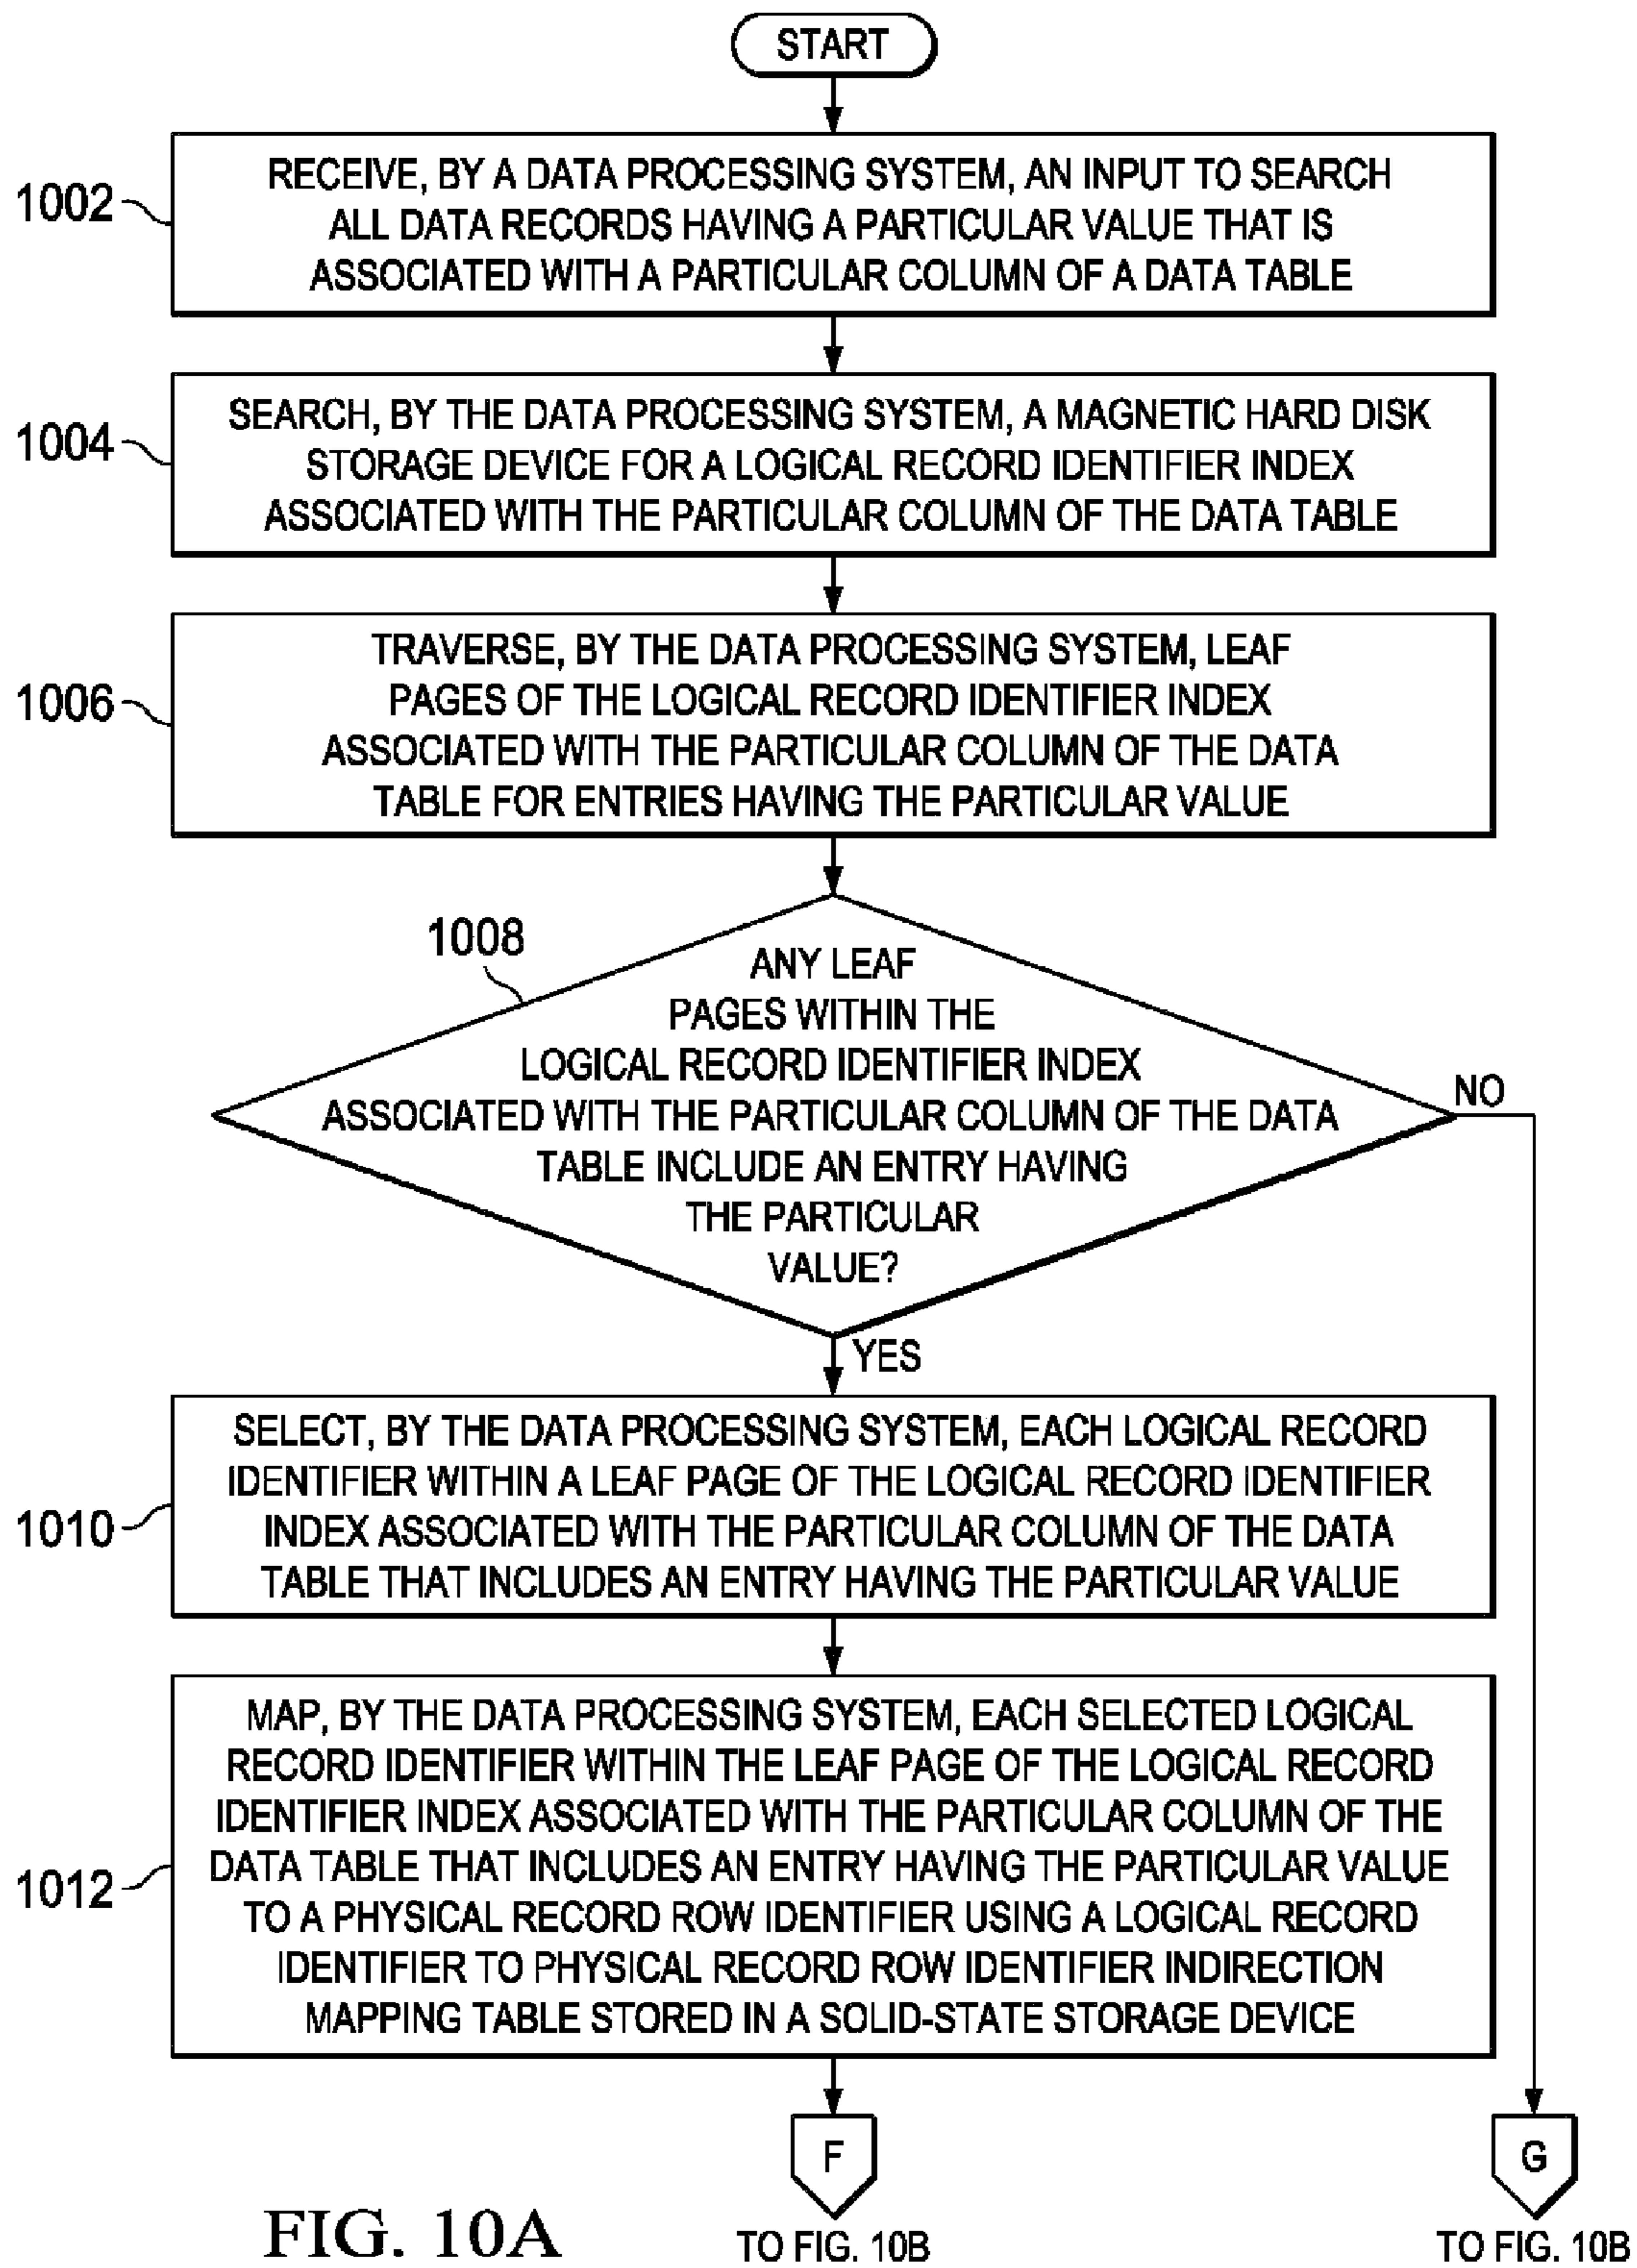 START
1002
RECEIVE, BY A DATA PROCESSING SYSTEM, AN INPUT TO SEARCH
ALL DATA RECORDS HAVING A PARTICULAR VALUE THAT IS
ASSOCIATED WITH A PARTICULAR COLUMN OF A DATA TABLE
1004
SEARCH, BY THE DATA PROCESSING SYSTEM, A MAGNETIC HARD DISK
STORAGE DEVICE FOR A LOGICAL RECORD IDENTIFIER INDEX
ASSOCIATED WITH THE PARTICULAR COLUMN OF THE DATA TABLE
1006
TRAVERSE, BY THE DATA PROCESSING SYSTEM, LEAF
PAGES OF THE LOGICAL RECORD IDENTIFIER INDEX
ASSOCIATED WITH THE PARTICULAR COLUMN OF THE DATA
TABLE FOR ENTRIES HAVING THE PARTICULAR VALUE
1008
ANY LEAF
PAGES WITHIN THE
LOGICAL RECORD IDENTIFIER INDEX
ASSOCIATED WITH THE PARTICULAR COLUMN OF THE DATA
TABLE INCLUDE AN ENTRY HAVING
THE PARTICULAR
VALUE?
NO
YES
1010
SELECT, BY THE DATA PROCESSING SYSTEM, EACH LOGICAL RECORD
IDENTIFIER WITHIN A LEAF PAGE OF THE LOGICAL RECORD IDENTIFIER
INDEX ASSOCIATED WITH THE PARTICULAR COLUMN OF THE DATA
TABLE THAT INCLUDES AN ENTRY HAVING THE PARTICULAR VALUE
1012
MAP, BY THE DATA PROCESSING SYSTEM, EACH SELECTED LOGICAL
RECORD IDENTIFIER WITHIN THE LEAF PAGE OF THE LOGICAL RECORD
IDENTIFIER INDEX ASSOCIATED WITH THE PARTICULAR COLUMN OF THE
DATA TABLE THAT INCLUDES AN ENTRY HAVING THE PARTICULAR VALUE
TO A PHYSICAL RECORD ROW IDENTIFIER USING A LOGICAL RECORD
IDENTIFIER TO PHYSICAL RECORD ROW IDENTIFIER INDIRECTION
MAPPING TABLE STORED IN A SOLID-STATE STORAGE DEVICE
F
G
FIG. 10A
TO FIG. 10B
TO FIG. 10B